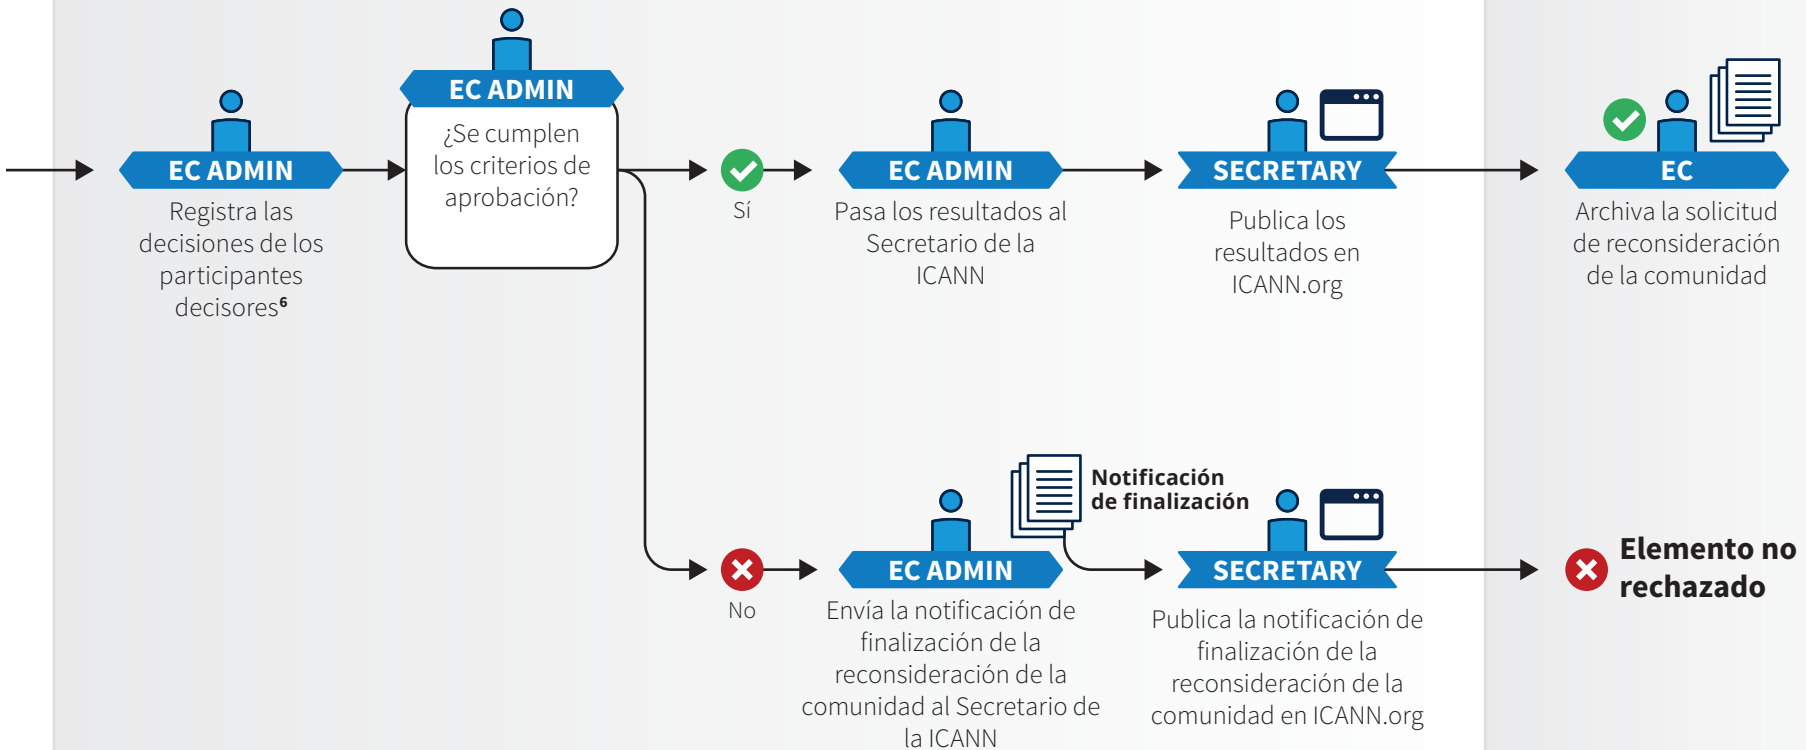 EC ADMIN
Registra las
decisiones de los
participantes
decisores⁶
EC ADMIN
¿Se cumplen
los criterios de
aprobación?
Sí
EC ADMIN
Pasa los resultados al
Secretario de la
ICANN
SECRETARY
Publica los
resultados en
ICANN.org
EC
Archiva la solicitud
de reconsideración
de la comunidad
No
EC ADMIN
Envía la notificación de
finalización de la
reconsideración de la
comunidad al Secretario de
la ICANN
Notificación
de finalización
SECRETARY
Publica la notificación de
finalización de la
reconsideración de la
comunidad en ICANN.org
Elemento no
rechazado